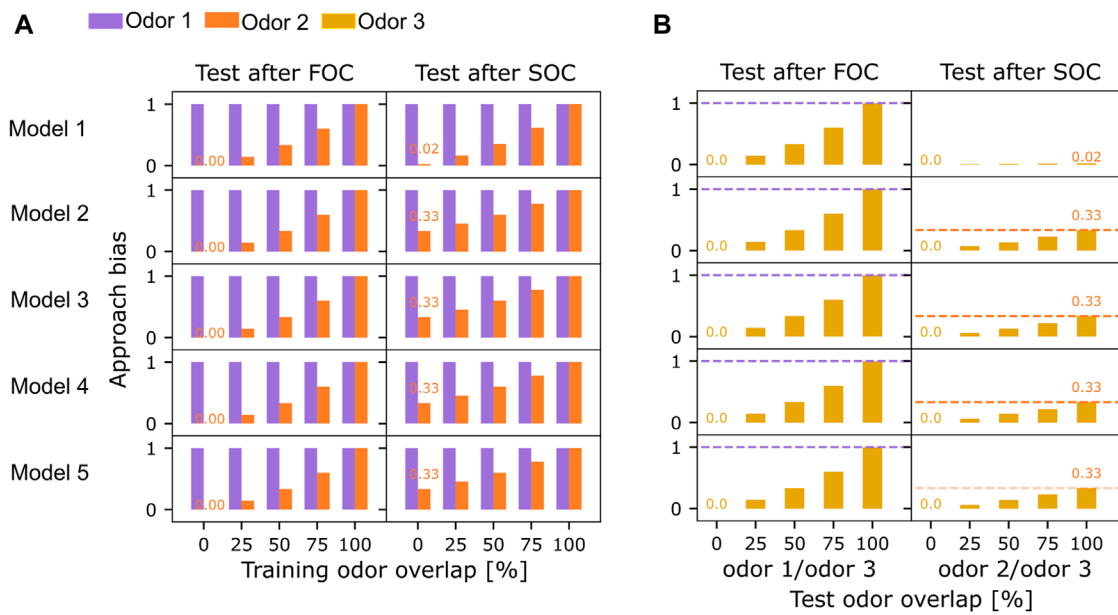 A
Odor 1 Odor 2 Odor 3
B
Test after FOC Test after SOC
Test after FOC Test after SOC
Model 1
Model 2
Model 3
Model 4
Model 5
Approach bias
1
0
0.00
0.02
1
0
0.00
0.33
1
0
0.00
0.33
1
0
0.00
0.33
1
0
0.00
0.33
0 25 50 75 100 0 25 50 75 100
Training odor overlap [%]
1
0
0.0
0.0
0.02
1
0
0.0
0.0
0.33
1
0
0.0
0.0
0.33
1
0
0.0
0.0
0.33
1
0
0.0
0.0
0.33
0 25 50 75 100 0 25 50 75 100
odor 1/odor 3 odor 2/odor 3
Test odor overlap [%]